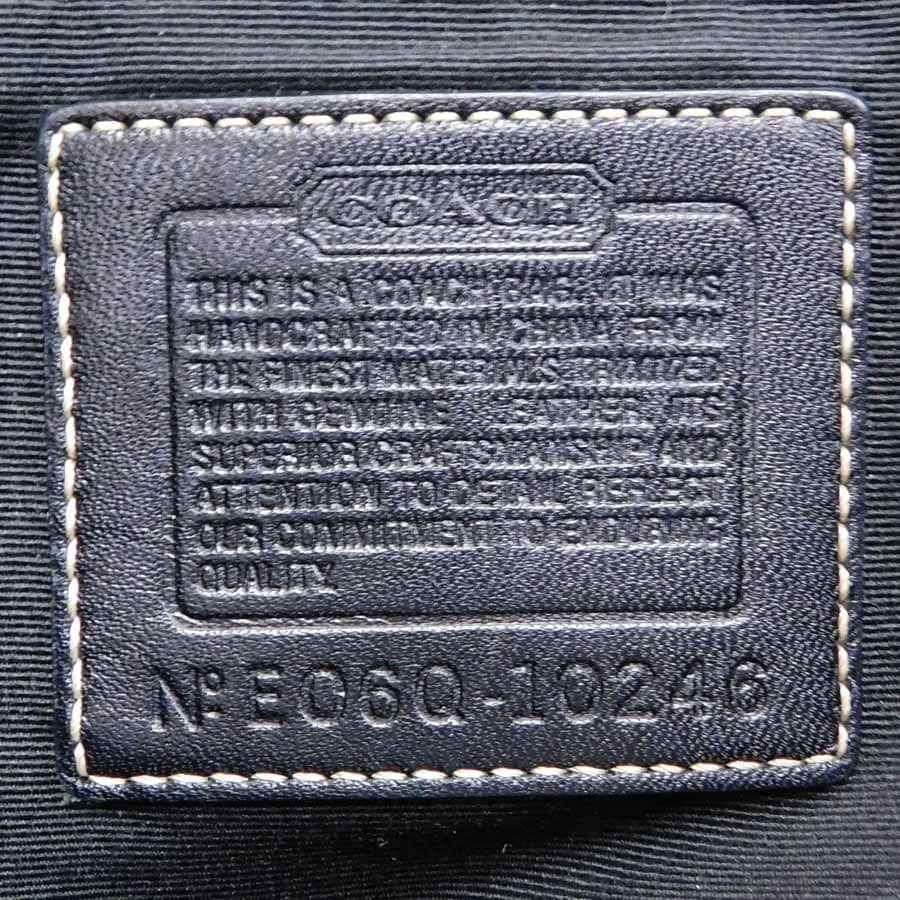 COACH
THIS IS A COACH BAG. IT WAS
HANDCRAFTED IN CHINA FROM
THE FINEST MATERIALS TRIMMED
WITH GENUINE LEATHER. ITS
SUPERIOR CRAFTSMANSHIP AND
ATTENTION TO DETAIL REFLECT
OUR COMMITMENT TO ENDURING
QUALITY.
Nº E06Q-10246